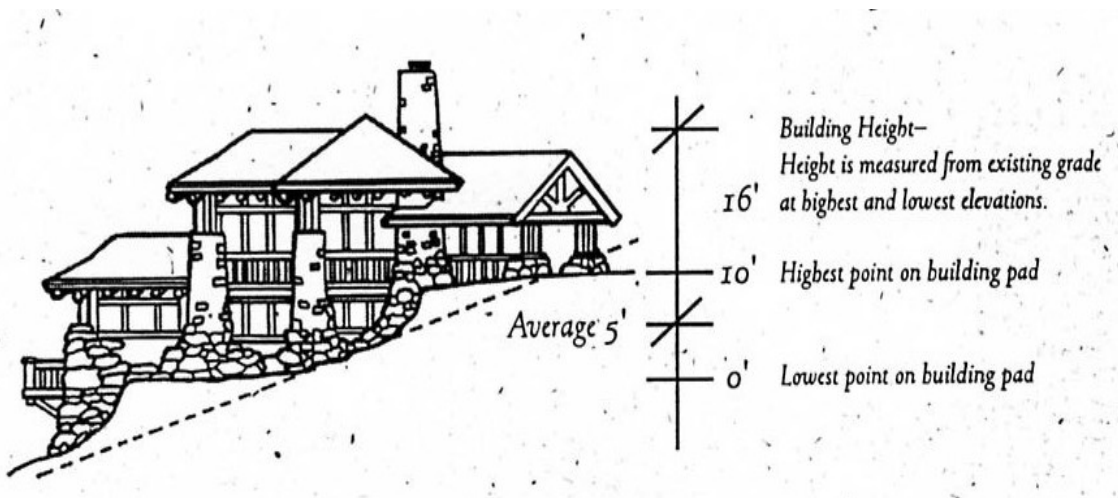 Building Height–
Height is measured from existing grade
16' at highest and lowest elevations.
10' Highest point on building pad
Average 5'
0' Lowest point on building pad